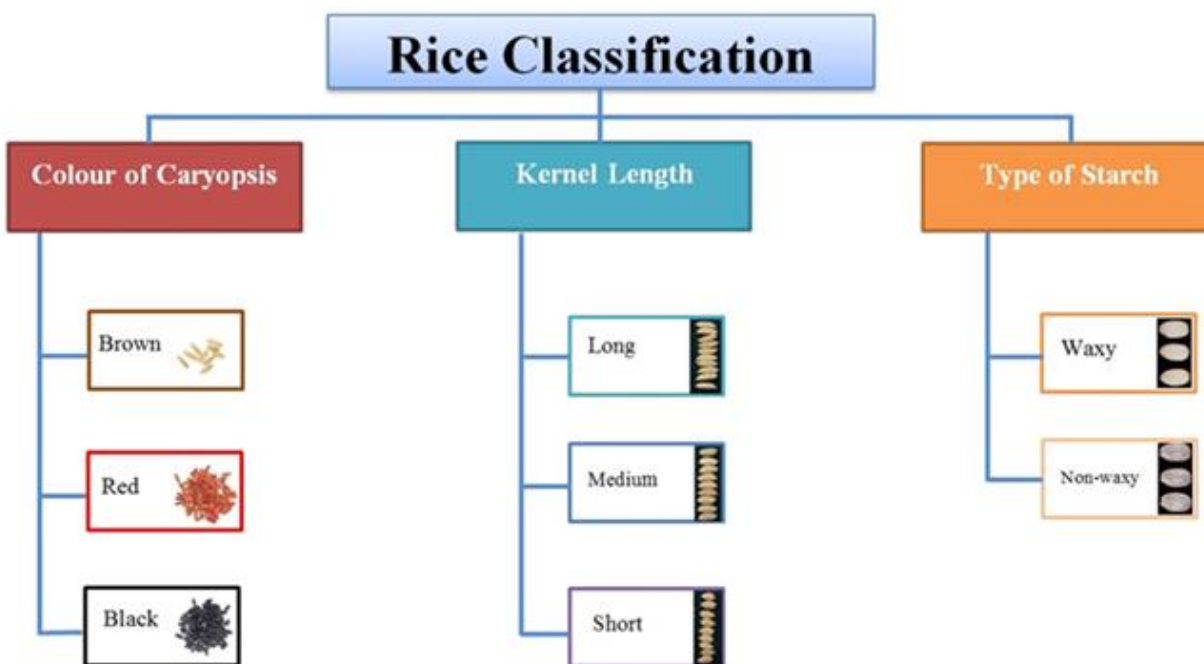 Rice Classification
Colour of Caryopsis
Kernel Length
Type of Starch
Brown
Red
Black
Long
Medium
Short
Waxy
Non-waxy